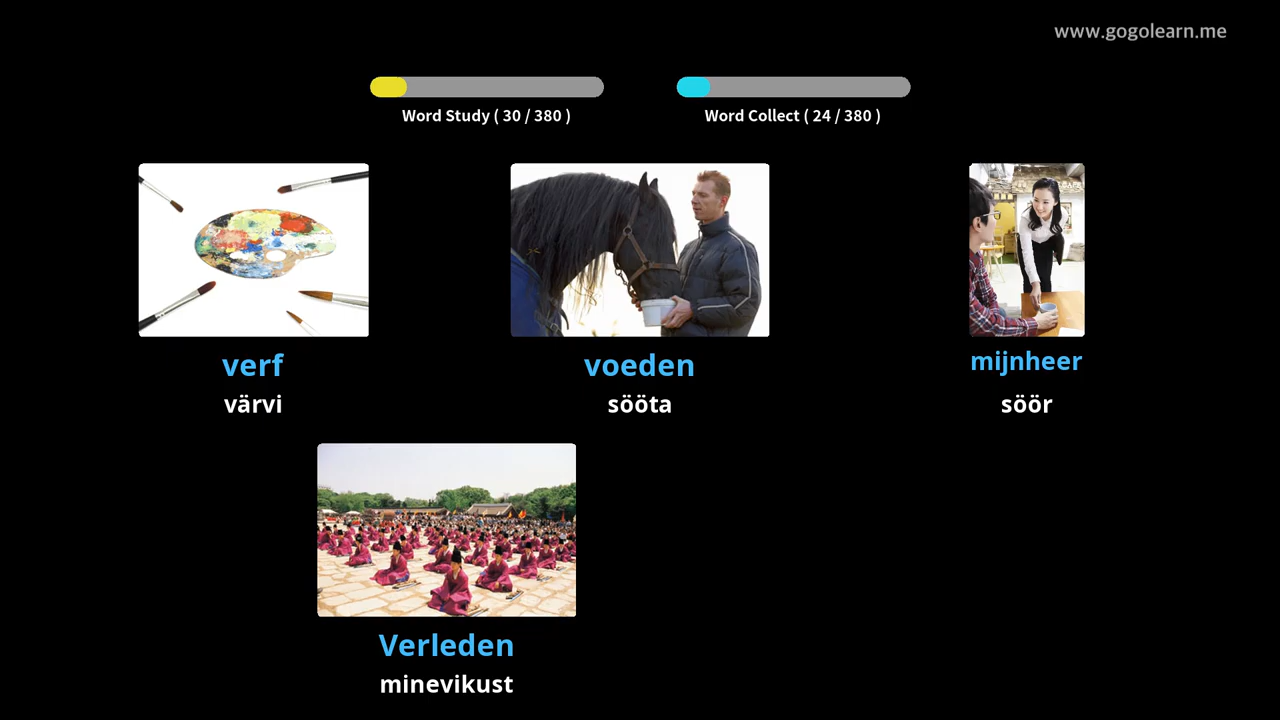 www.gogolearn.me
Word Study ( 30 / 380 )
Word Collect ( 24 / 380 )
verf
värvi
voeden
sööta
mijnheer
söör
Verleden
minevikust